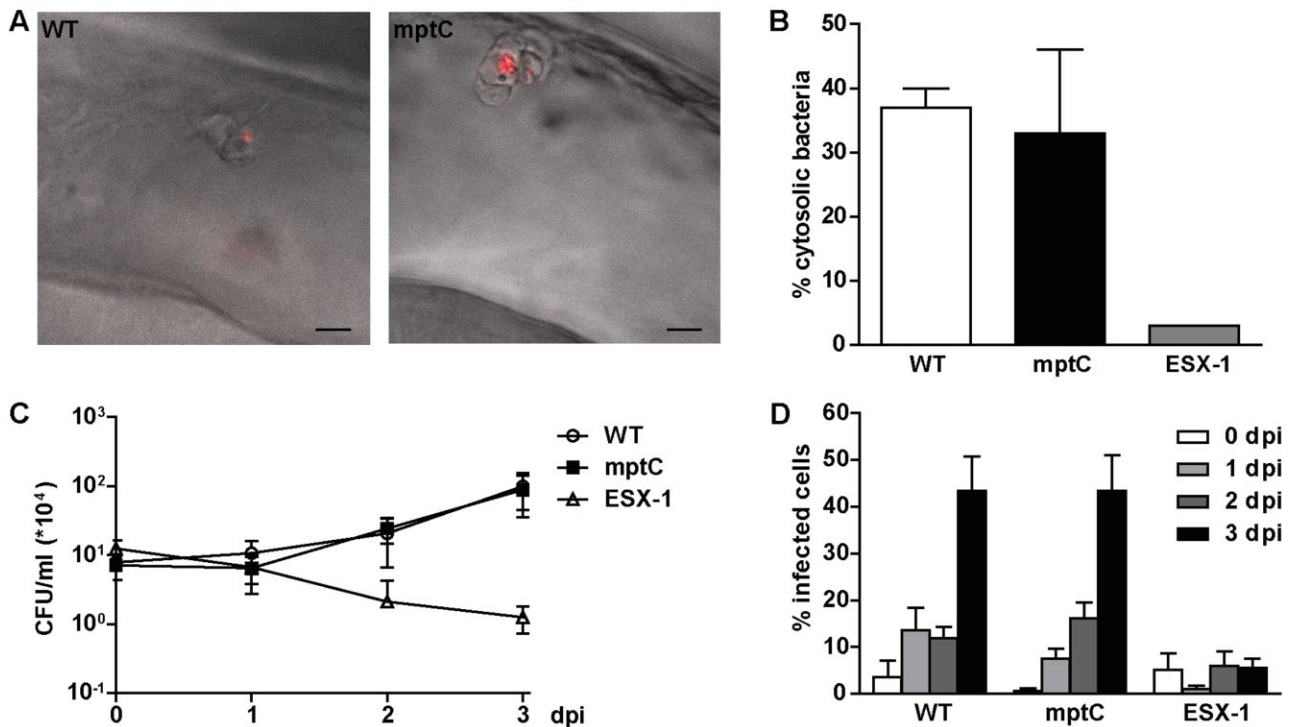 A
WT
mptC
B
% cytosolic bacteria
50
40
30
20
10
0
WT
mptC
ESX-1
C
CFU/ml (*10⁴)
10³
10²
10¹
10⁰
10⁻¹
0
1
2
3
dpi
WT
mptC
ESX-1
D
% infected cells
60
50
40
30
20
10
0
WT
mptC
ESX-1
0 dpi
1 dpi
2 dpi
3 dpi